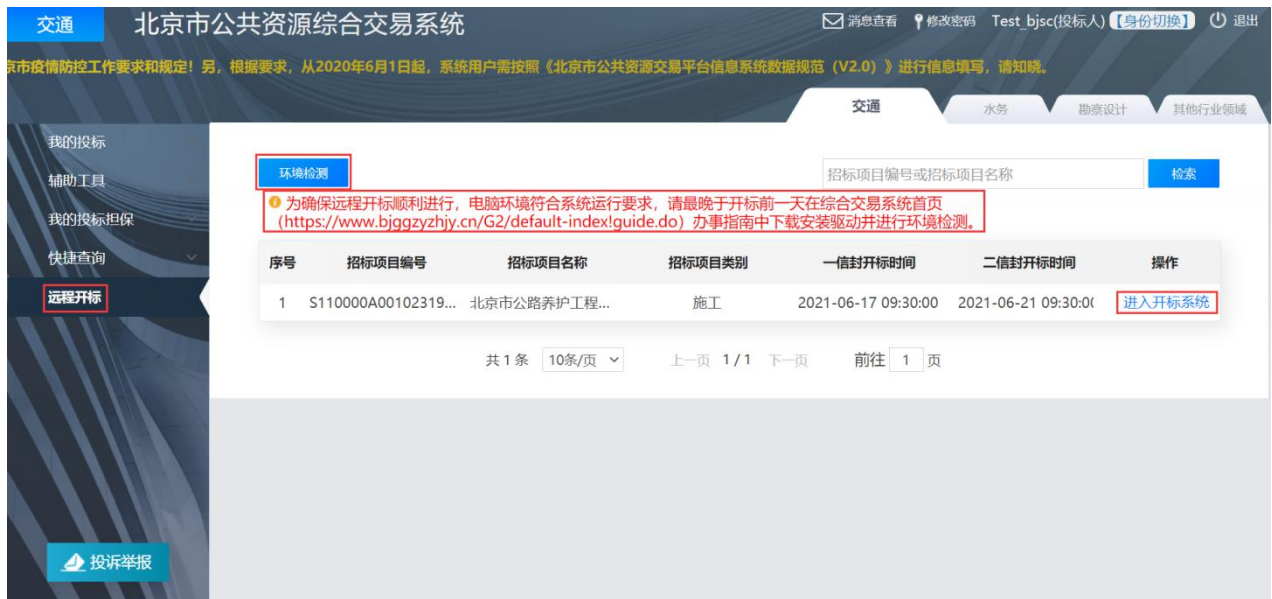 交通 北京市公共资源综合交易系统 消息查看 修改密码 Test_bjsc(投标人)【身份切换】 退出
京市疫情防控工作要求和规定！另，根据要求，从2020年6月1日起，系统用户需按照《北京市公共资源交易平台信息系统数据规范（V2.0）》进行信息填写，请知晓。
交通 水务 勘察设计 其他行业领域
我的投标
辅助工具
我的投标担保
快捷查询
远程开标
环境检测 招标项目编号或招标项目名称 检索
为确保远程开标顺利进行，电脑环境符合系统运行要求，请最晚于开标前一天在综合交易系统首页
（https://www.bjggzyzhjy.cn/G2/default-index!guide.do）办事指南中下载安装驱动并进行环境检测。
序号 招标项目编号 招标项目名称 招标项目类别 一信封开标时间 二信封开标时间 操作
1 S110000A00102319... 北京市公路养护工程... 施工 2021-06-17 09:30:00 2021-06-21 09:30:0( 进入开标系统
共 1 条 10条/页 上一页 1 / 1 下一页 前往 1 页
投诉举报